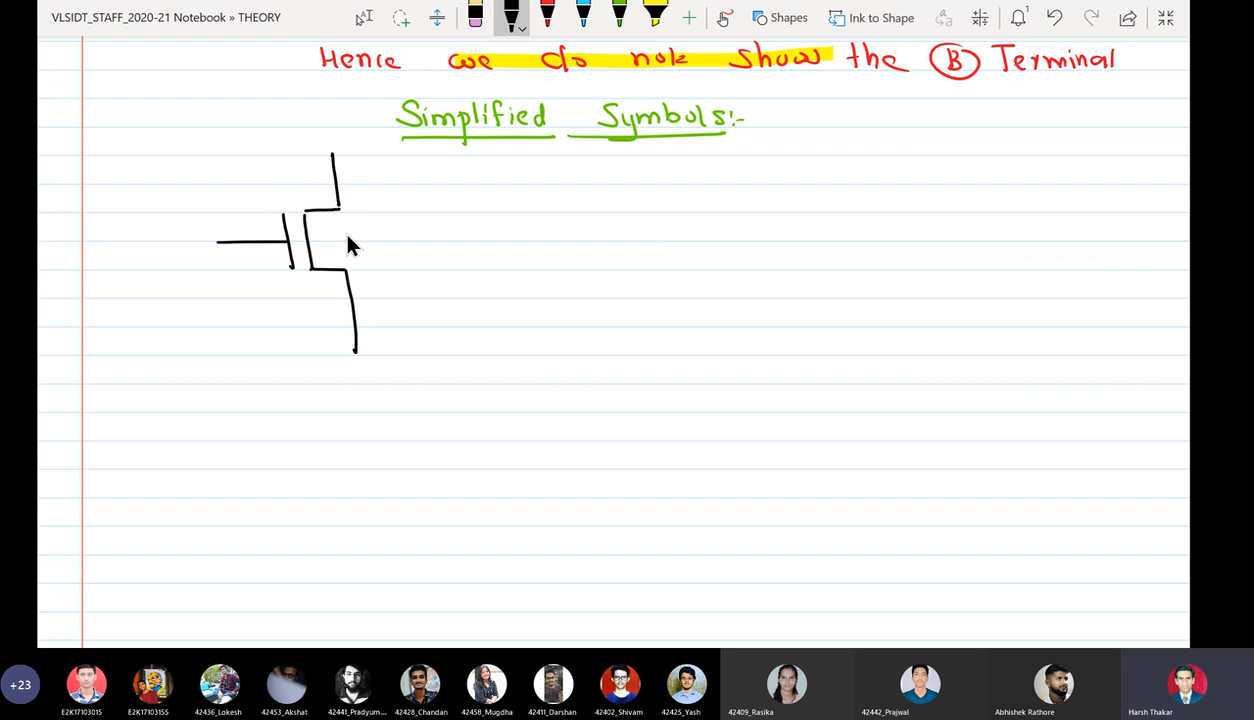 VLSIDT_STAFF_2020-21 Notebook » THEORY
Shapes
Ink to Shape
Hence we do not show the B Terminal
Simplified Symbols:-
+23
E2K17103015
E2K17103155
42436_Lokesh
42453_Akshat
42441_Pradyum...
42428_Chandan
42458_Mugdha
42411_Darshan
42402_Shivam
42425_Yash
42409_Rasika
42442_Prajwal
Abhishek Rathore
Harsh Thakar